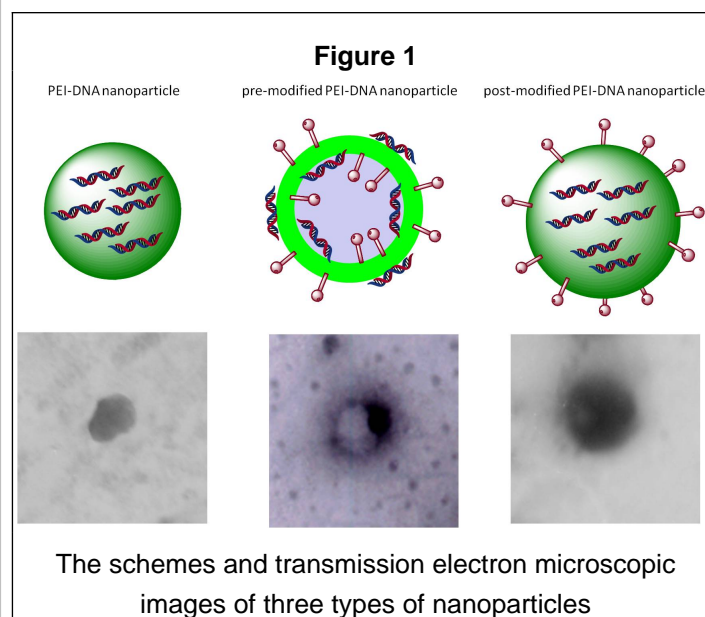 Figure 1
PEI-DNA nanoparticle
pre-modified PEI-DNA nanoparticle
post-modified PEI-DNA nanoparticle
The schemes and transmission electron microscopic
images of three types of nanoparticles